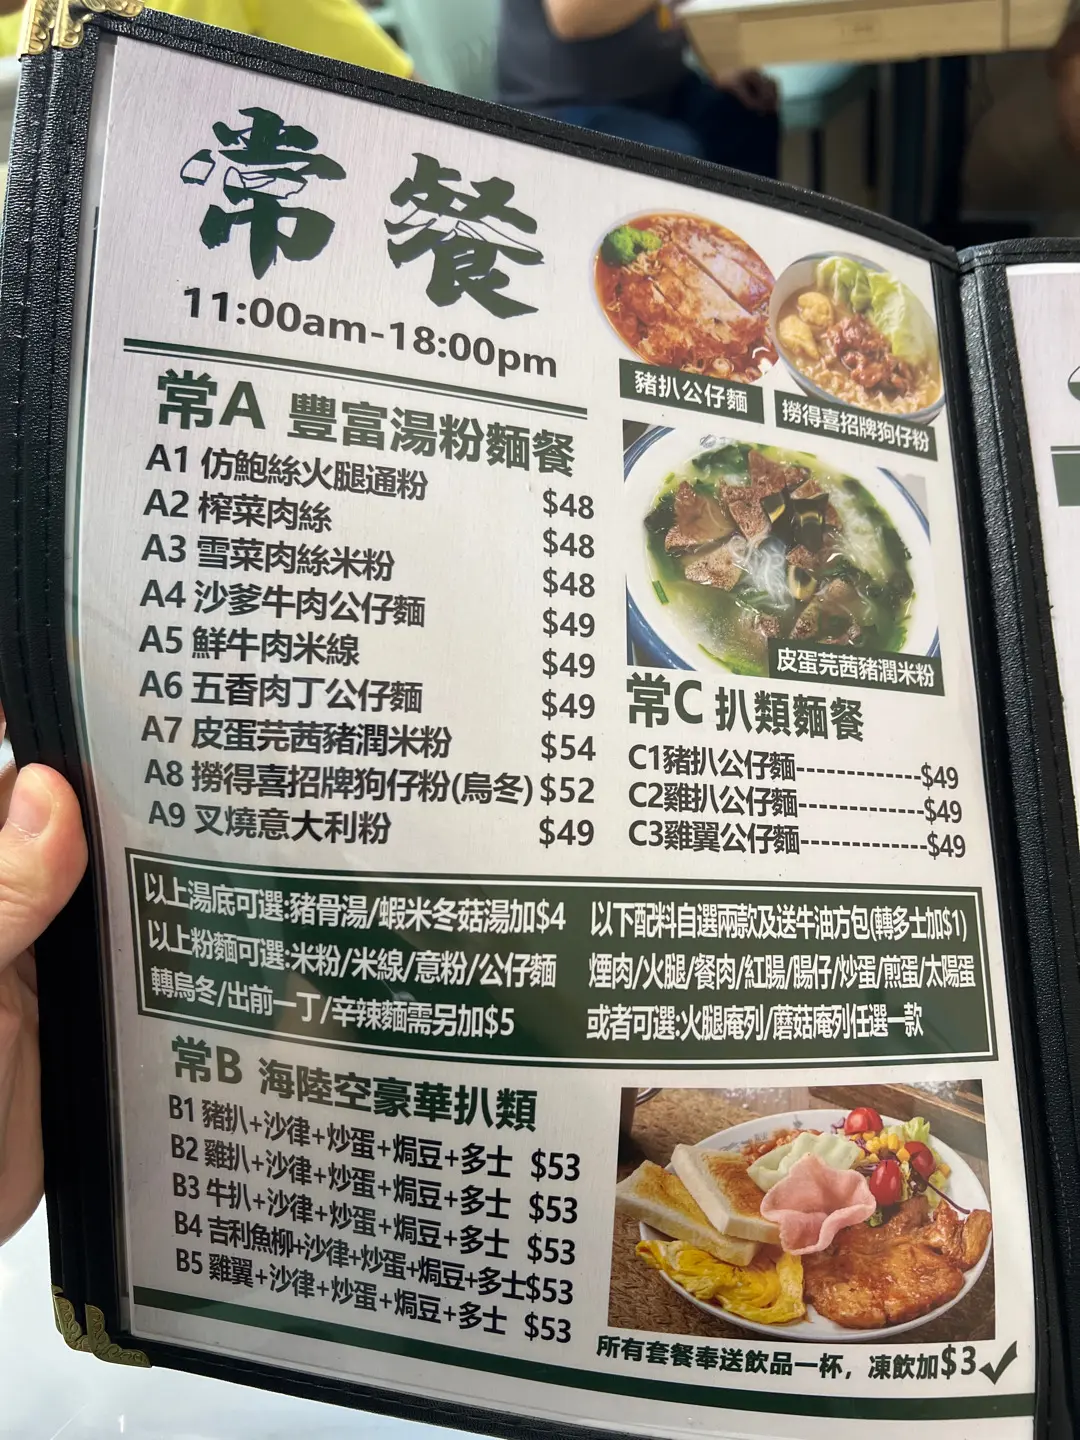 常餐
11:00am-18:00pm
豬扒公仔麵
撈得喜招牌狗仔粉
皮蛋芫茜豬潤米粉
常A 豐富湯粉麵餐
A1 仿鮑絲火腿通粉 $48
A2 榨菜肉絲 $48
A3 雪菜肉絲米粉 $48
A4 沙爹牛肉公仔麵 $49
A5 鮮牛肉米線 $49
A6 五香肉丁公仔麵 $49
A7 皮蛋芫茜豬潤米粉 $54
A8 撈得喜招牌狗仔粉(烏冬) $52
A9 叉燒意大利粉 $49
常C 扒類麵餐
C1豬扒公仔麵-------------$49
C2雞扒公仔麵-------------$49
C3雞翼公仔麵-------------$49
以上湯底可選:豬骨湯/蝦米冬菇湯加$4
以上粉麵可選:米粉/米線/意粉/公仔麵
轉烏冬/出前一丁/辛辣麵需另加$5
以下配料自選兩款及送牛油方包(轉多士加$1)
煙肉/火腿/餐肉/紅腸/腸仔/炒蛋/煎蛋/太陽蛋
或者可選:火腿庵列/蘑菇庵列任選一款
常B 海陸空豪華扒類
B1 豬扒+沙律+炒蛋+焗豆+多士 $53
B2 雞扒+沙律+炒蛋+焗豆+多士 $53
B3 牛扒+沙律+炒蛋+焗豆+多士 $53
B4 吉利魚柳+沙律+炒蛋+焗豆+多士$53
B5 雞翼+沙律+炒蛋+焗豆+多士 $53
所有套餐奉送飲品一杯，凍飲加$3